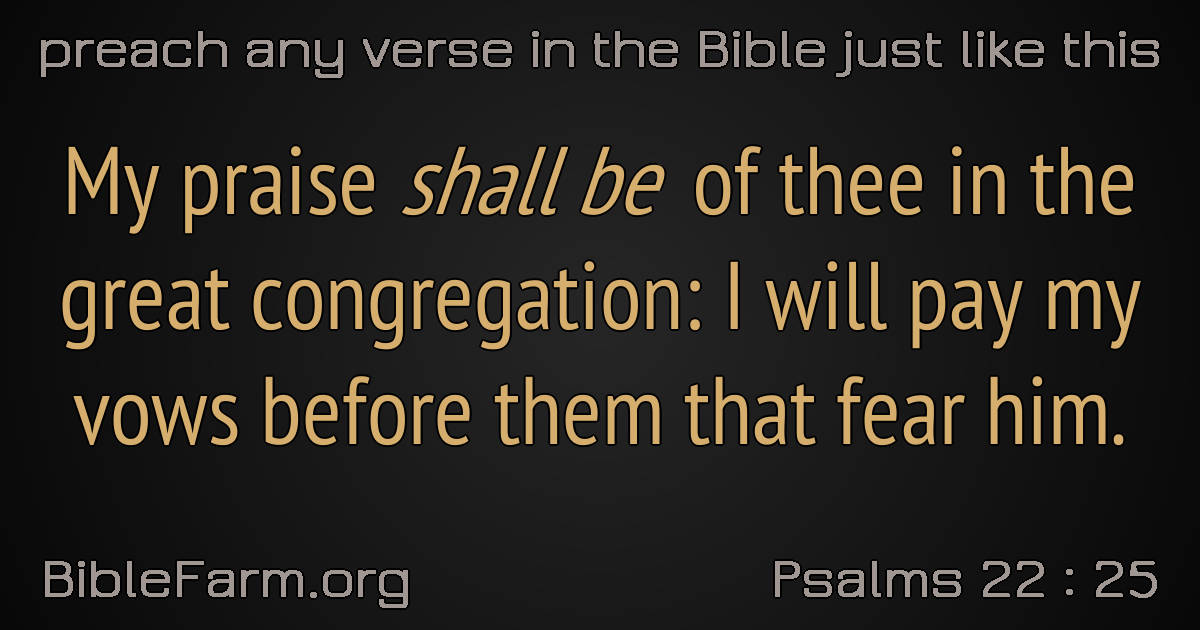 preach any verse in the Bible just like this
My praise shall be of thee in the
great congregation: I will pay my
vows before them that fear him.
BibleFarm.org
Psalms 22 : 25